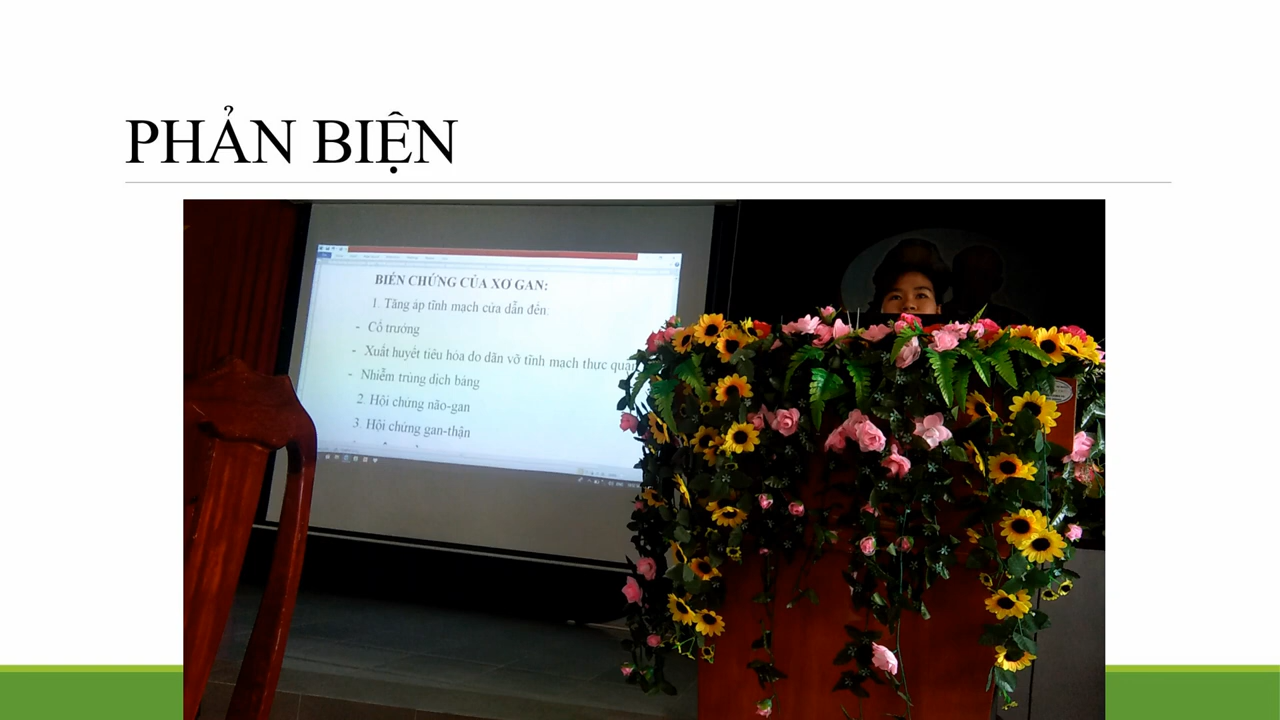 PHẢN BIỆN
BIẾN CHỨNG CỦA XƠ GAN:
1. Tăng áp tĩnh mạch cửa dẫn đến:
- Cổ trướng
- Xuất huyết tiêu hóa do dãn vỡ tĩnh mạch thực quản
- Nhiễm trùng dịch báng
2. Hội chứng não-gan
3. Hội chứng gan-thận